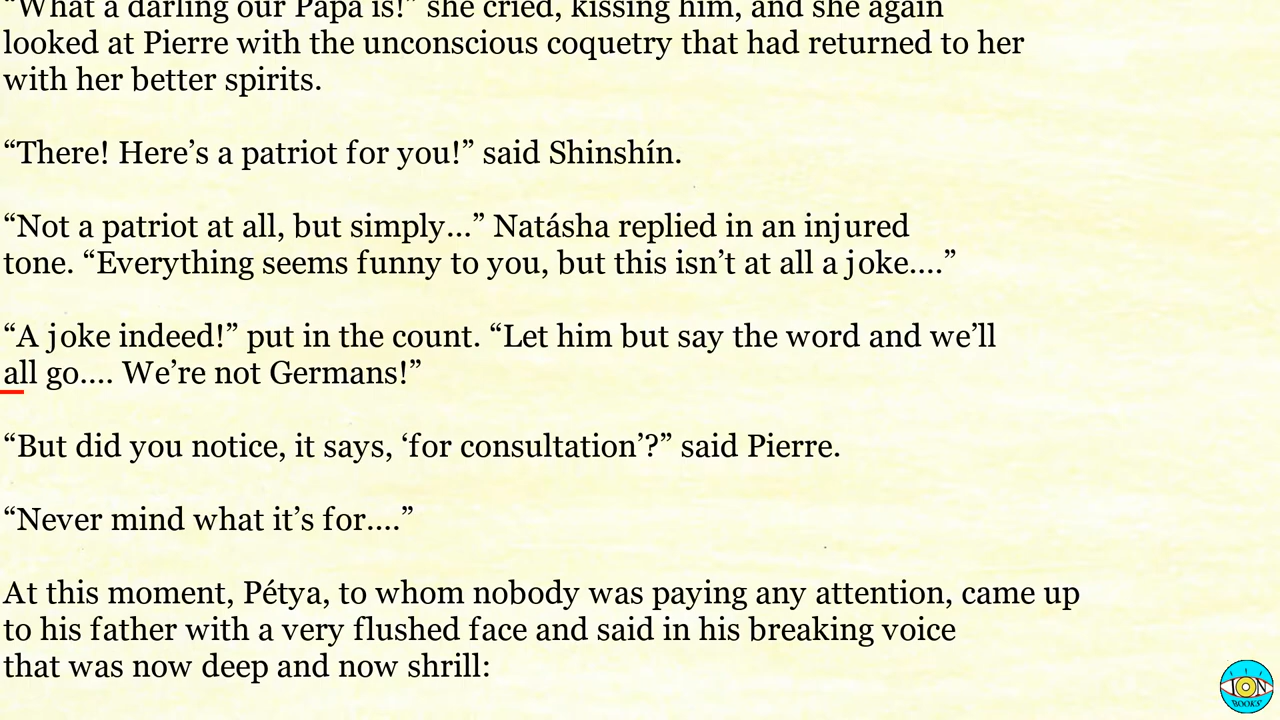 “What a darling our Papa is!” she cried, kissing him, and she again
looked at Pierre with the unconscious coquetry that had returned to her
with her better spirits.
“There! Here’s a patriot for you!” said Shinshín.
“Not a patriot at all, but simply...” Natásha replied in an injured
tone. “Everything seems funny to you, but this isn’t at all a joke....”
“A joke indeed!” put in the count. “Let him but say the word and we’ll
all go.... We’re not Germans!”
“But did you notice, it says, ‘for consultation’?” said Pierre.
“Never mind what it’s for....”
At this moment, Pétya, to whom nobody was paying any attention, came up
to his father with a very flushed face and said in his breaking voice
that was now deep and now shrill:
ION
BOOKS